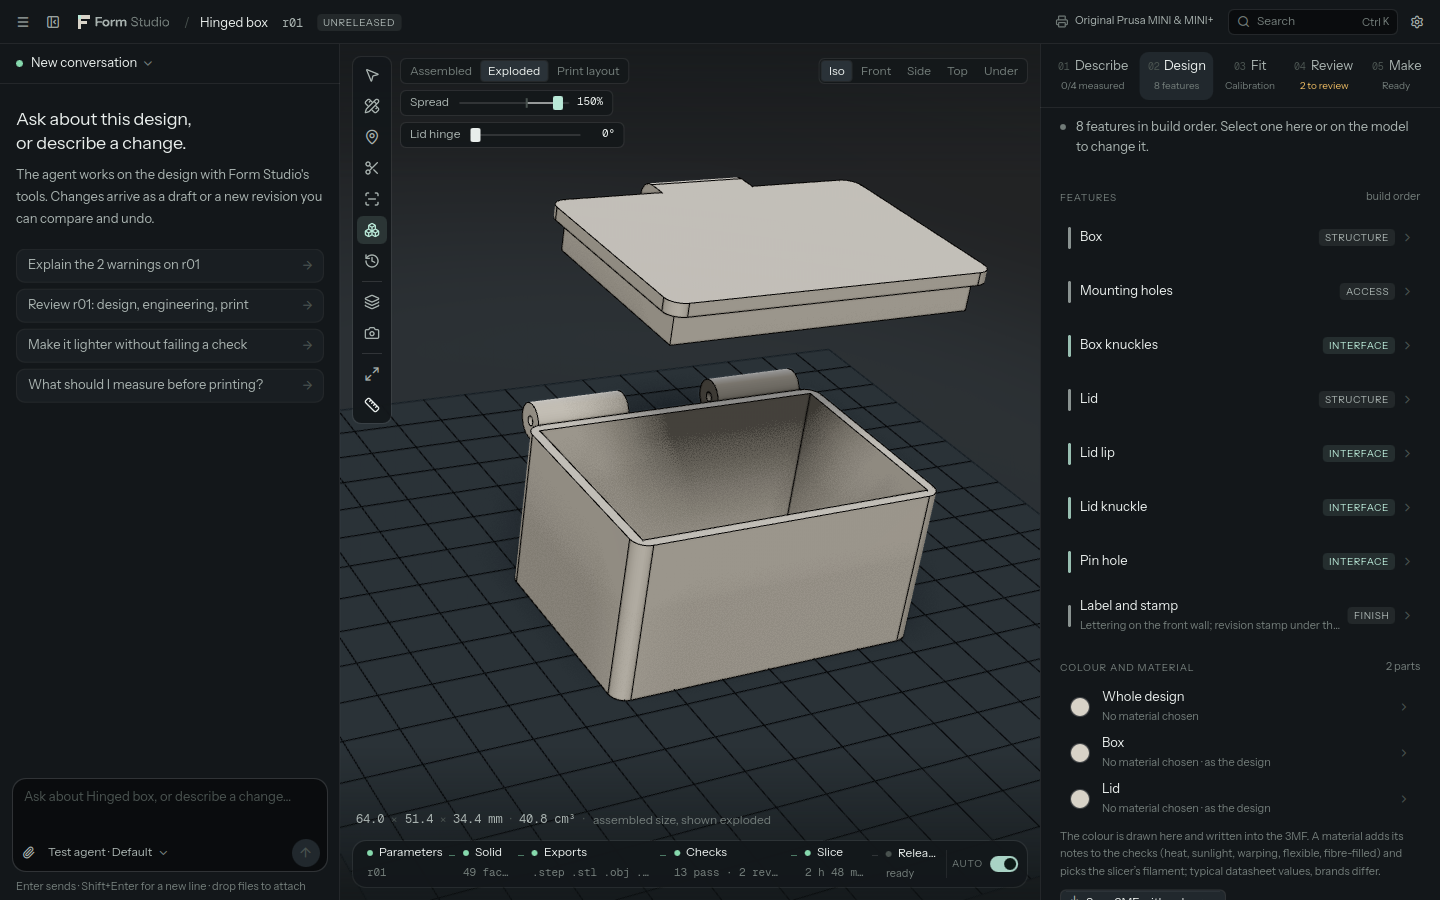 Form Studio / Hinged box r01 UNRELEASED
Original Prusa MINI & MINI+
Search Ctrl K
New conversation
Ask about this design,
or describe a change.
The agent works on the design with Form Studio's
tools. Changes arrive as a draft or a new revision you
can compare and undo.
Explain the 2 warnings on r01
Review r01: design, engineering, print
Make it lighter without failing a check
What should I measure before printing?
Ask about Hinged box, or describe a change...
Test agent · Default
Enter sends · Shift+Enter for a new line · drop files to attach
Assembled Exploded Print layout
Spread 150%
Lid hinge 0°
Iso Front Side Top Under
64.0 × 51.4 × 34.4 mm · 40.8 cm³ · assembled size, shown exploded
Parameters Solid Exports Checks Slice Relea...
r01 49 fac... .step .stl .obj ... 13 pass · 2 rev... 2 h 48 m... ready
AUTO
01 Describe 02 Design 03 Fit 04 Review 05 Make
0/4 measured 8 features Calibration 2 to review Ready
8 features in build order. Select one here or on the model
to change it.
FEATURES build order
Box STRUCTURE
Mounting holes ACCESS
Box knuckles INTERFACE
Lid STRUCTURE
Lid lip INTERFACE
Lid knuckle INTERFACE
Pin hole INTERFACE
Label and stamp FINISH
Lettering on the front wall; revision stamp under th...
COLOUR AND MATERIAL 2 parts
Whole design
No material chosen
Box
No material chosen · as the design
Lid
No material chosen · as the design
The colour is drawn here and written into the 3MF. A material adds its
notes to the checks (heat, sunlight, warping, flexible, fibre-filled) and
picks the slicer's filament; typical datasheet values, brands differ.